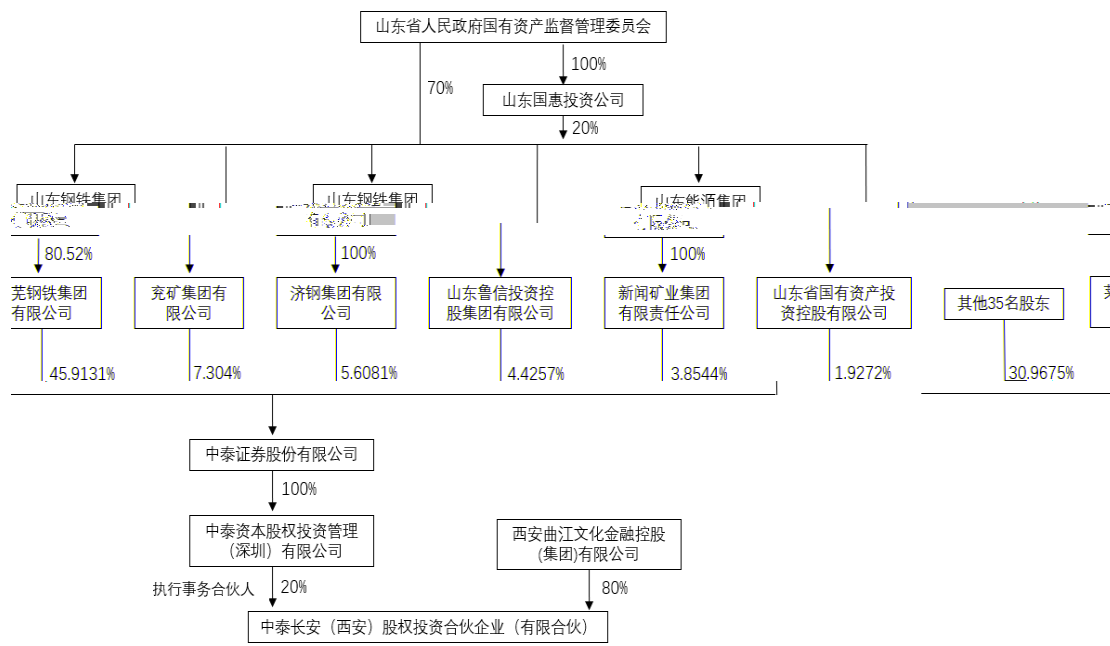 山东省人民政府国有资产监督管理委员会
100%
70%
山东国惠投资公司
20%
山东钢铁集团
山东钢铁集团
山东能源集团
80.52%
100%
100%
芜钢铁集团
有限公司
兖矿集团有
限公司
济钢集团有限
公司
山东鲁信投资控
股集团有限公司
新闻矿业集团
有限责任公司
山东省国有资产投
资控股有限公司
其他35名股东
45.9131%
7.304%
5.6081%
4.4257%
3.8544%
1.9272%
30.9675%
中泰证券股份有限公司
100%
中泰资本股权投资管理
（深圳）有限公司
西安曲江文化金融控股
(集团)有限公司
执行事务合伙人
20%
80%
中泰长安（西安）股权投资合伙企业（有限合伙）